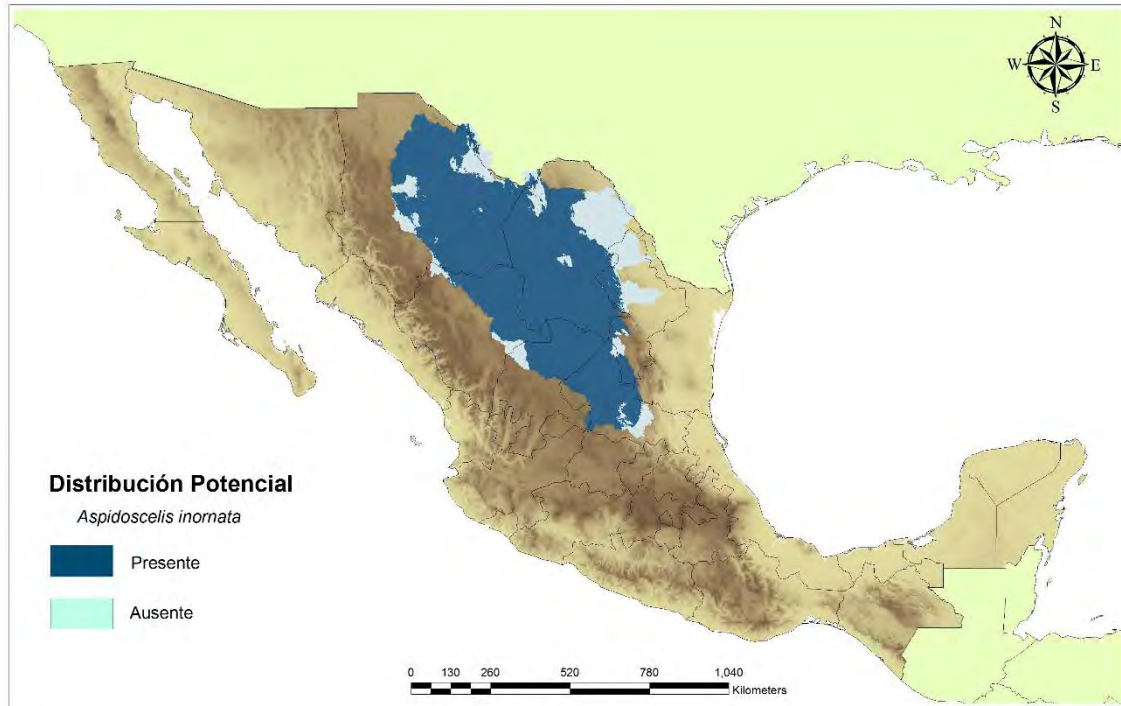 N
W E
S
Distribución Potencial
Aspidoscelis inornata
Presente
Ausente
0 130 260 520 780 1,040
Kilometers